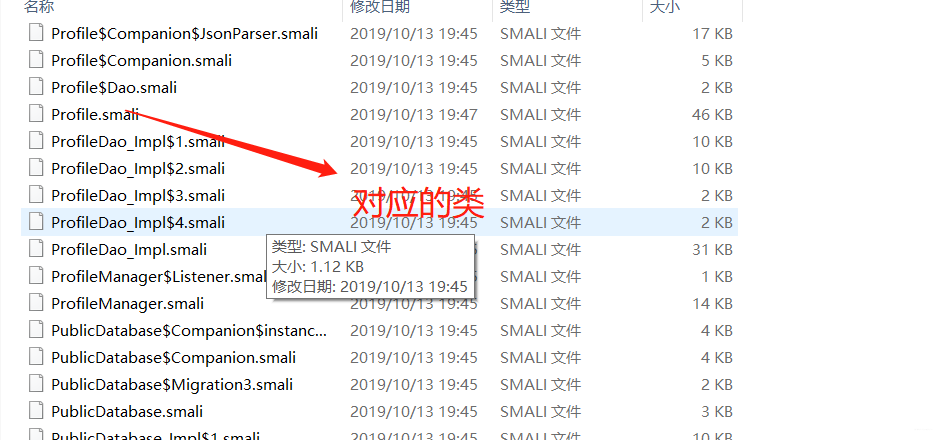 名称 修改日期 类型 大小
Profile$Companion$JsonParser.smali 2019/10/13 19:45 SMALI 文件 17 KB
Profile$Companion.smali 2019/10/13 19:45 SMALI 文件 5 KB
Profile$Dao.smali 2019/10/13 19:45 SMALI 文件 2 KB
Profile.smali 2019/10/13 19:47 SMALI 文件 46 KB
ProfileDao_Impl$1.smali 2019/10/13 19:45 SMALI 文件 10 KB
ProfileDao_Impl$2.smali 2019/10/13 19:45 SMALI 文件 10 KB
ProfileDao_Impl$3.smali 2019/10/13 19:45 SMALI 文件 2 KB
对应的类
ProfileDao_Impl$4.smali 2019/10/13 19:45 SMALI 文件 2 KB
ProfileDao_Impl.smali SMALI 文件 31 KB
类型: SMALI 文件
大小: 1.12 KB
修改日期: 2019/10/13 19:45
ProfileManager$Listener.smal SMALI 文件 1 KB
ProfileManager.smali 2019/10/13 19:45 SMALI 文件 14 KB
PublicDatabase$Companion$instanc... 2019/10/13 19:45 SMALI 文件 4 KB
PublicDatabase$Companion.smali 2019/10/13 19:45 SMALI 文件 4 KB
PublicDatabase$Migration3.smali 2019/10/13 19:45 SMALI 文件 2 KB
PublicDatabase.smali 2019/10/13 19:45 SMALI 文件 3 KB
PublicDatabase_Impl$1.smali 2019/10/13 19:45 SMALI 文件 10 KB